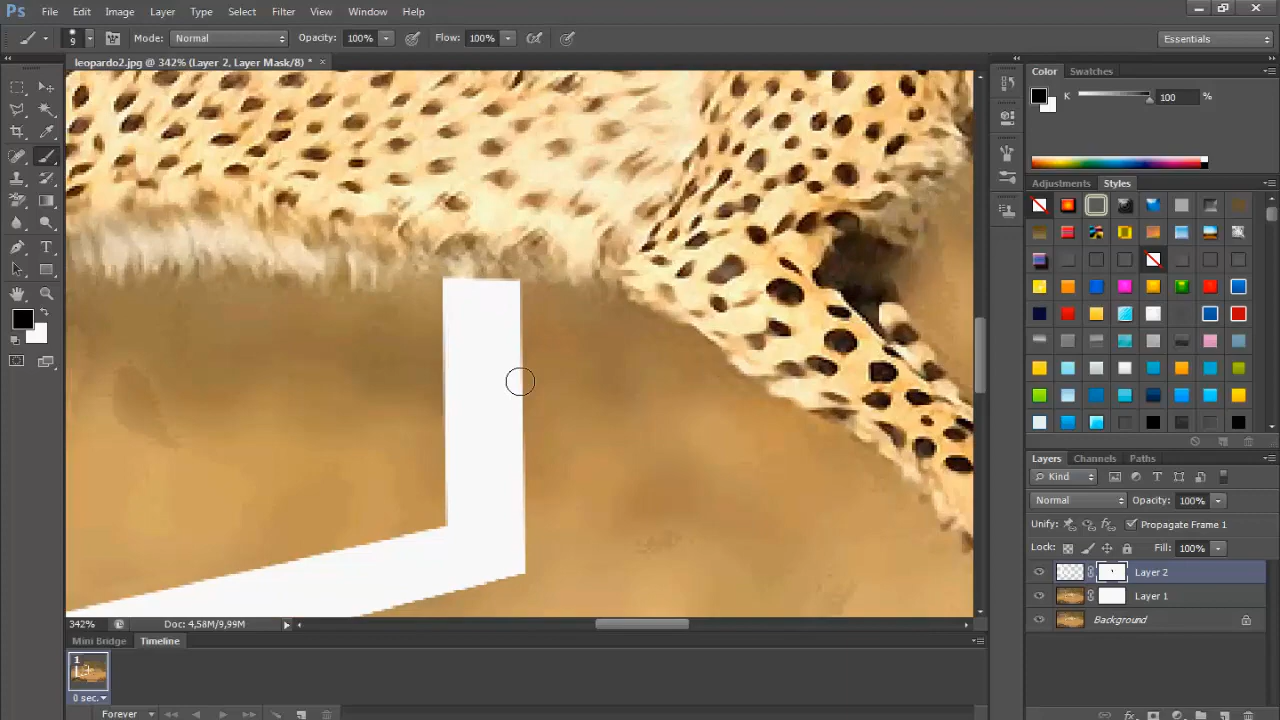 Ps File Edit Image Layer Type Select Filter View Window Help
9 Mode: Normal Opacity: 100% Flow: 100% Essentials
leopardo2.jpg @ 342% (Layer 2, Layer Mask/8) * ×
Color Swatches
K 100 %
Adjustments Styles
Layers Channels Paths
Kind
Normal Opacity: 100%
Unify: Propagate Frame 1
Lock: Fill: 100%
Layer 2
Layer 1
Background
342% Doc: 4,58M/9,99M
Mini Bridge Timeline
1
0 sec.
Forever